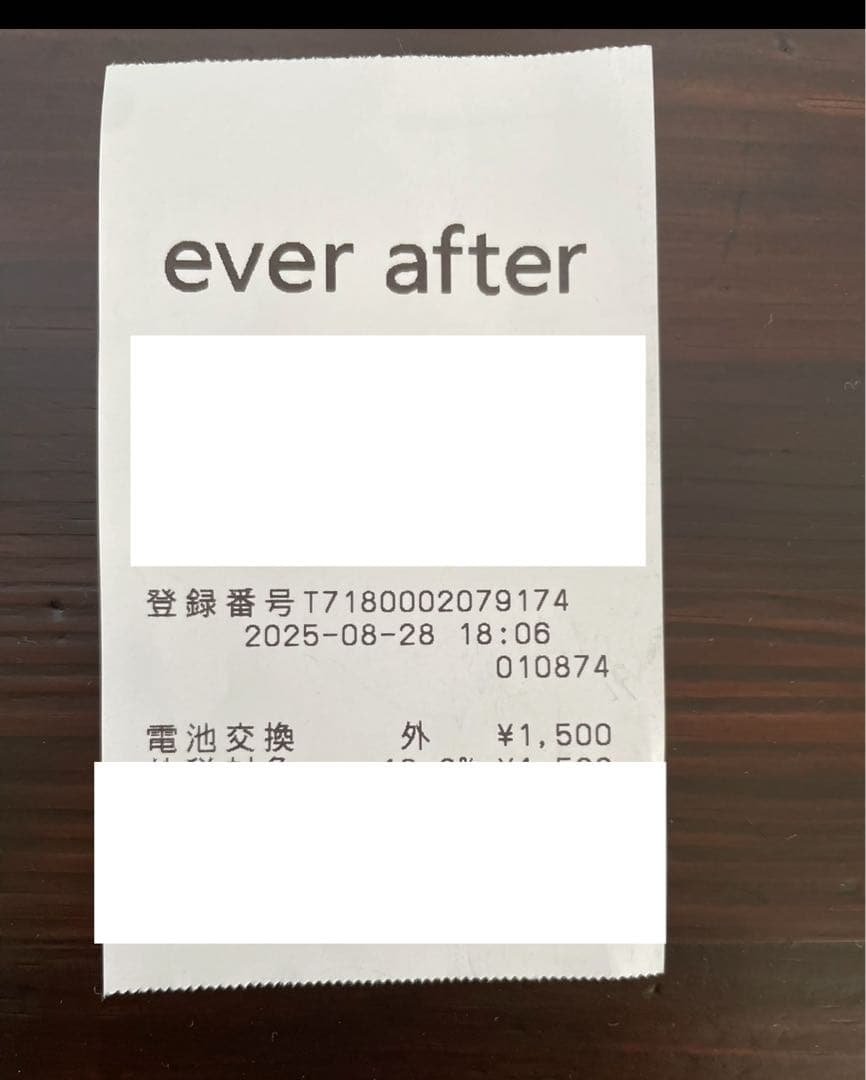 ever after
登録番号T7180002079174
2025-08-28 18:06
010874
電池交換 外 ¥1,500